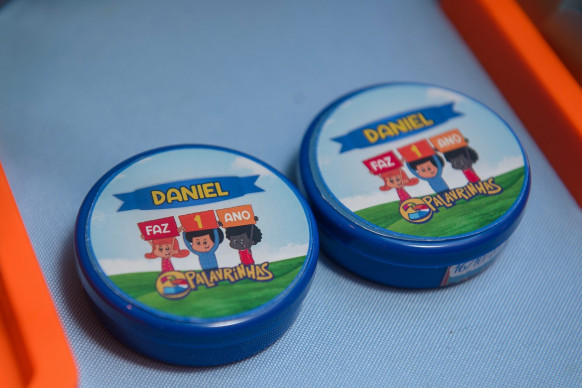 DANIEL
FAZ 1 ANO
PALAVRINHAS
DANIEL
FAZ 1 ANO
PALAVRINHAS